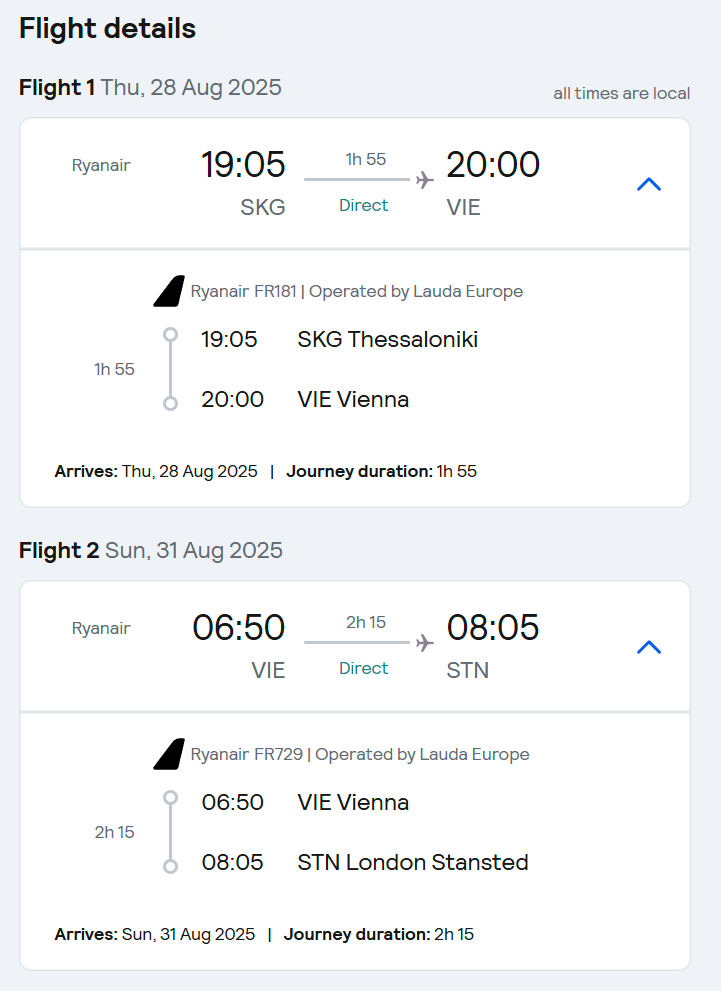 Flight details
Flight 1 Thu, 28 Aug 2025
all times are local
Ryanair
19:05
SKG
1h 55
Direct
20:00
VIE
Ryanair FR181 | Operated by Lauda Europe
1h 55
19:05 SKG Thessaloniki
20:00 VIE Vienna
Arrives: Thu, 28 Aug 2025 | Journey duration: 1h 55
Flight 2 Sun, 31 Aug 2025
Ryanair
06:50
VIE
2h 15
Direct
08:05
STN
Ryanair FR729 | Operated by Lauda Europe
2h 15
06:50 VIE Vienna
08:05 STN London Stansted
Arrives: Sun, 31 Aug 2025 | Journey duration: 2h 15